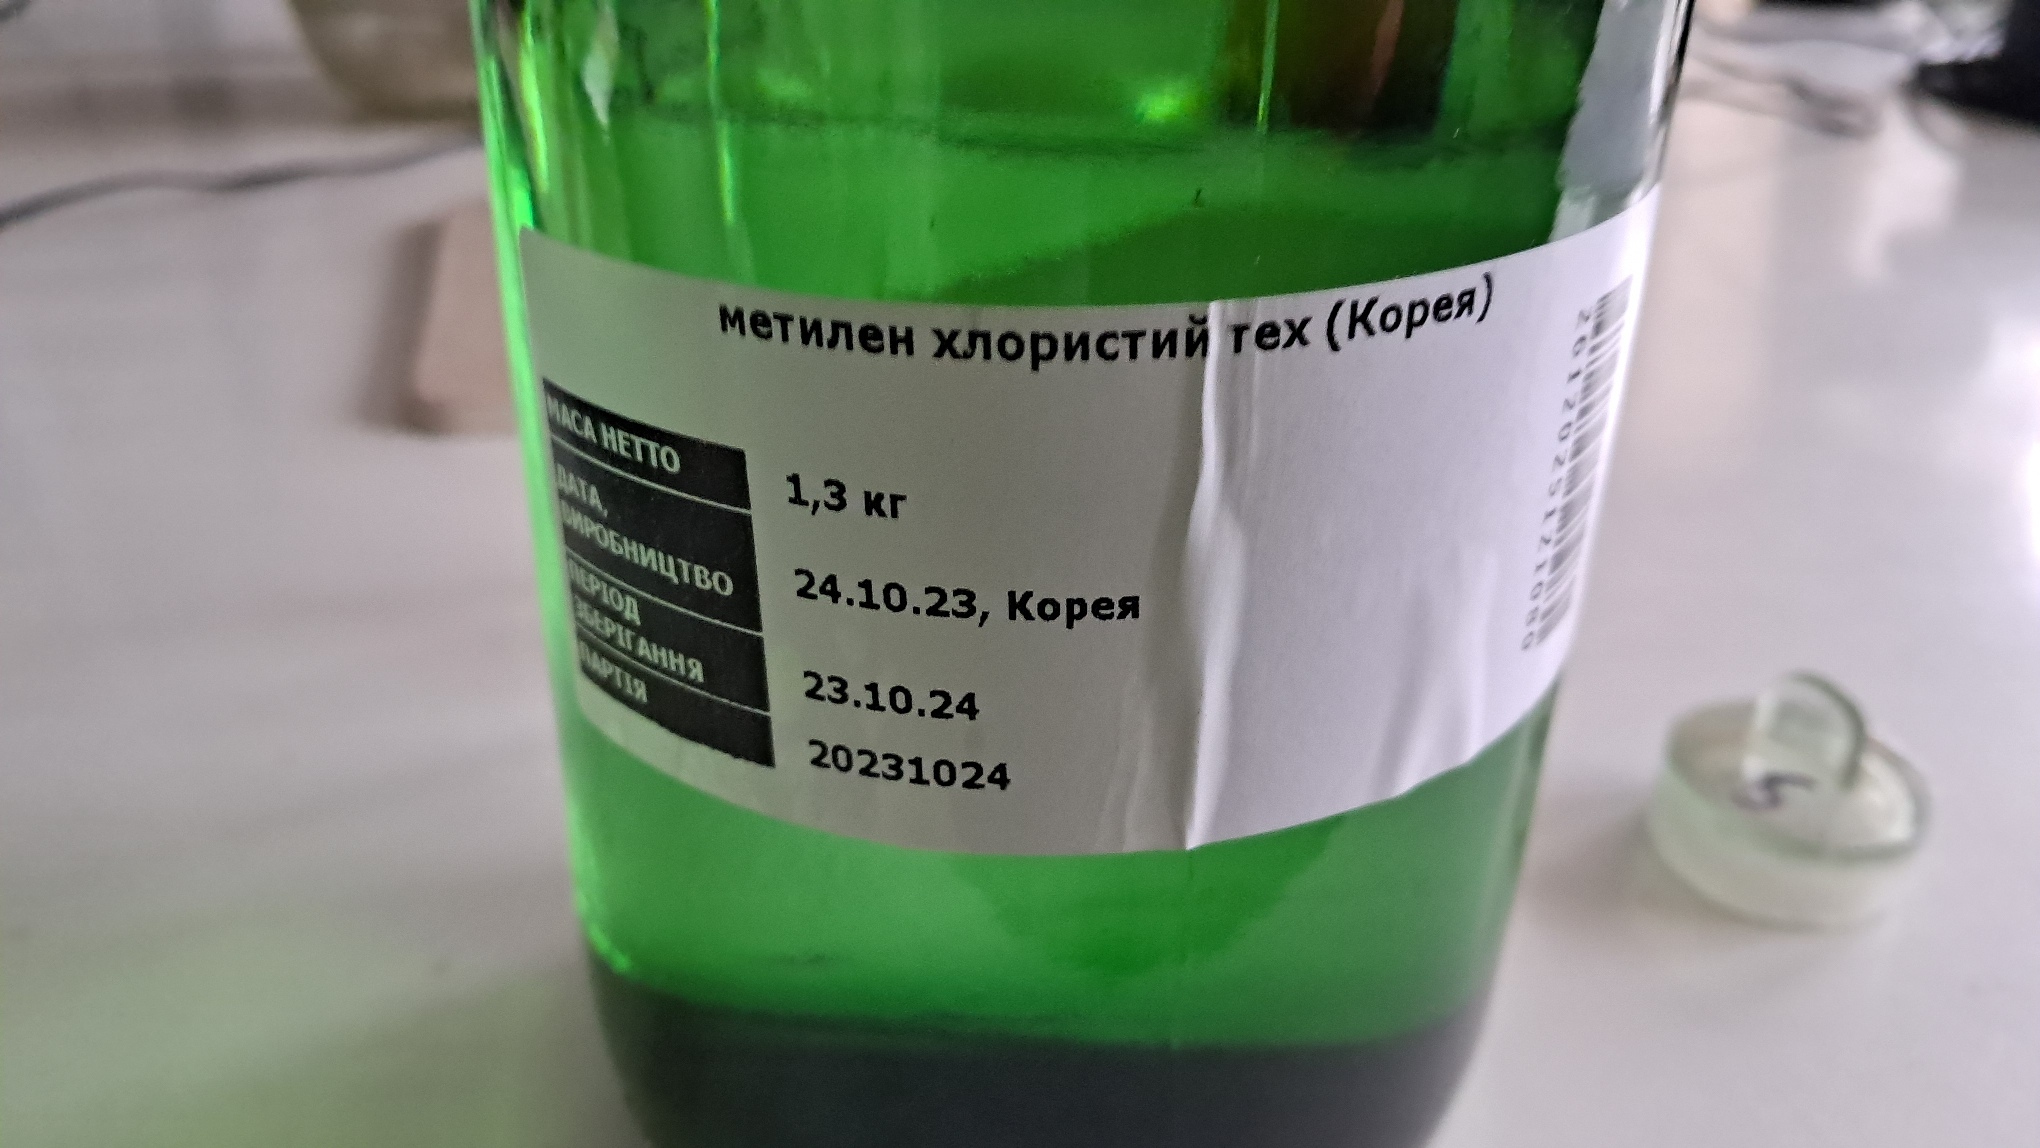 метилен хлористий тех (Корея)
МАСА НЕТТО
1,3 кг
ДАТА,
ВИРОБНИЦТВО
24.10.23, Корея
ПЕРІОД
ЗБЕРІГАННЯ
23.10.24
ПАРТІЯ
20231024